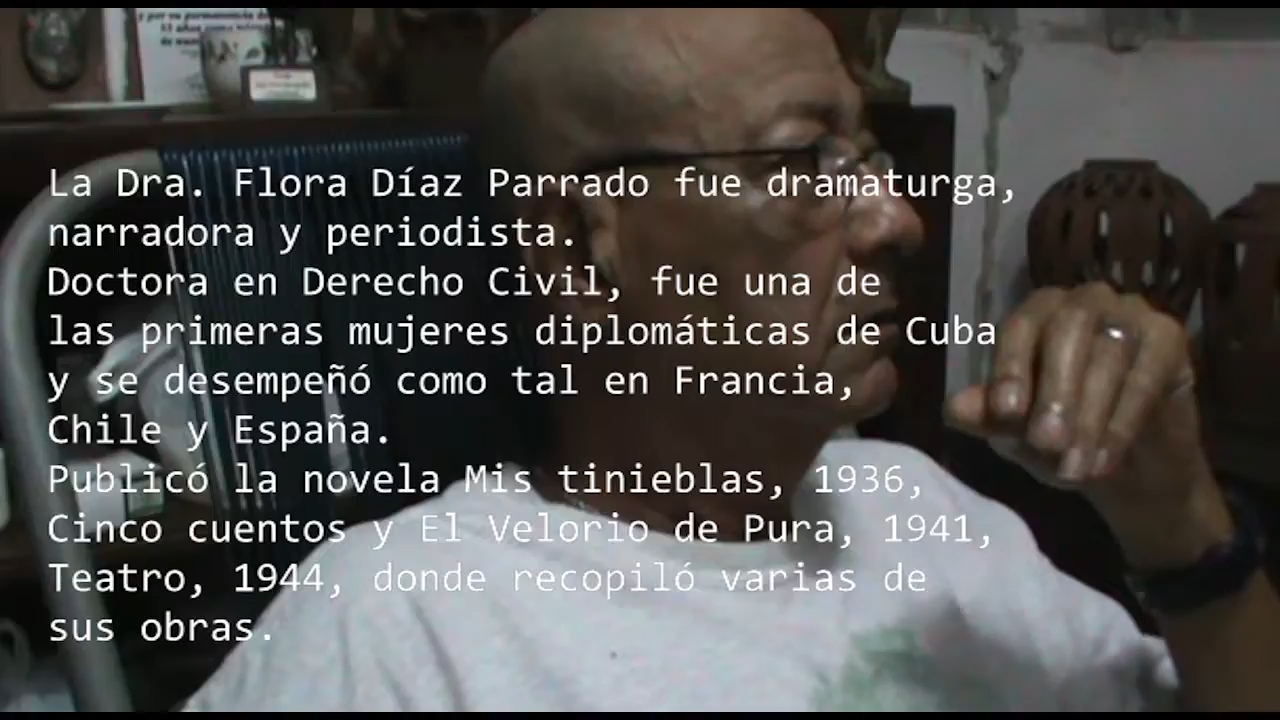 La Dra. Flora Díaz Parrado fue dramaturga,
narradora y periodista.
Doctora en Derecho Civil, fue una de
las primeras mujeres diplomáticas de Cuba
y se desempeñó como tal en Francia,
Chile y España.
Publicó la novela Mis tinieblas, 1936,
Cinco cuentos y El Velorio de Pura, 1941,
Teatro, 1944, donde recopiló varias de
sus obras.